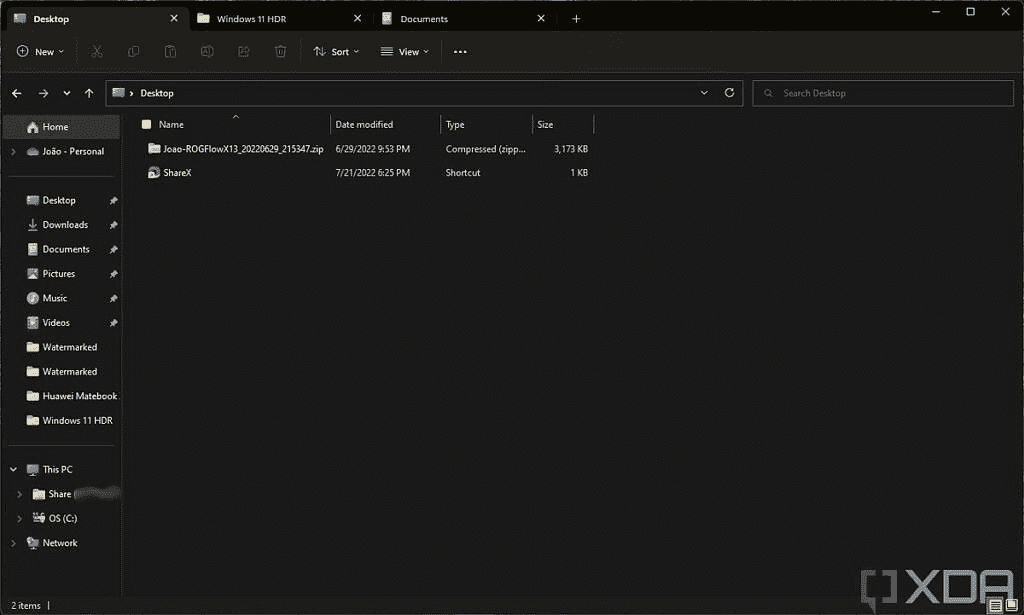 Desktop Windows 11 HDR Documents
New Sort View
Desktop Search Desktop
Home
João - Personal
Desktop
Downloads
Documents
Pictures
Music
Videos
Watermarked
Watermarked
Huawei Matebook
Windows 11 HDR
This PC
Share
OS (C:)
Network
Name Date modified Type Size
Joao-ROGFlowX13_20220629_215347.zip 6/29/2022 9:53 PM Compressed (zipp... 3,173 KB
ShareX 7/21/2022 6:25 PM Shortcut 1 KB
2 items
XDA